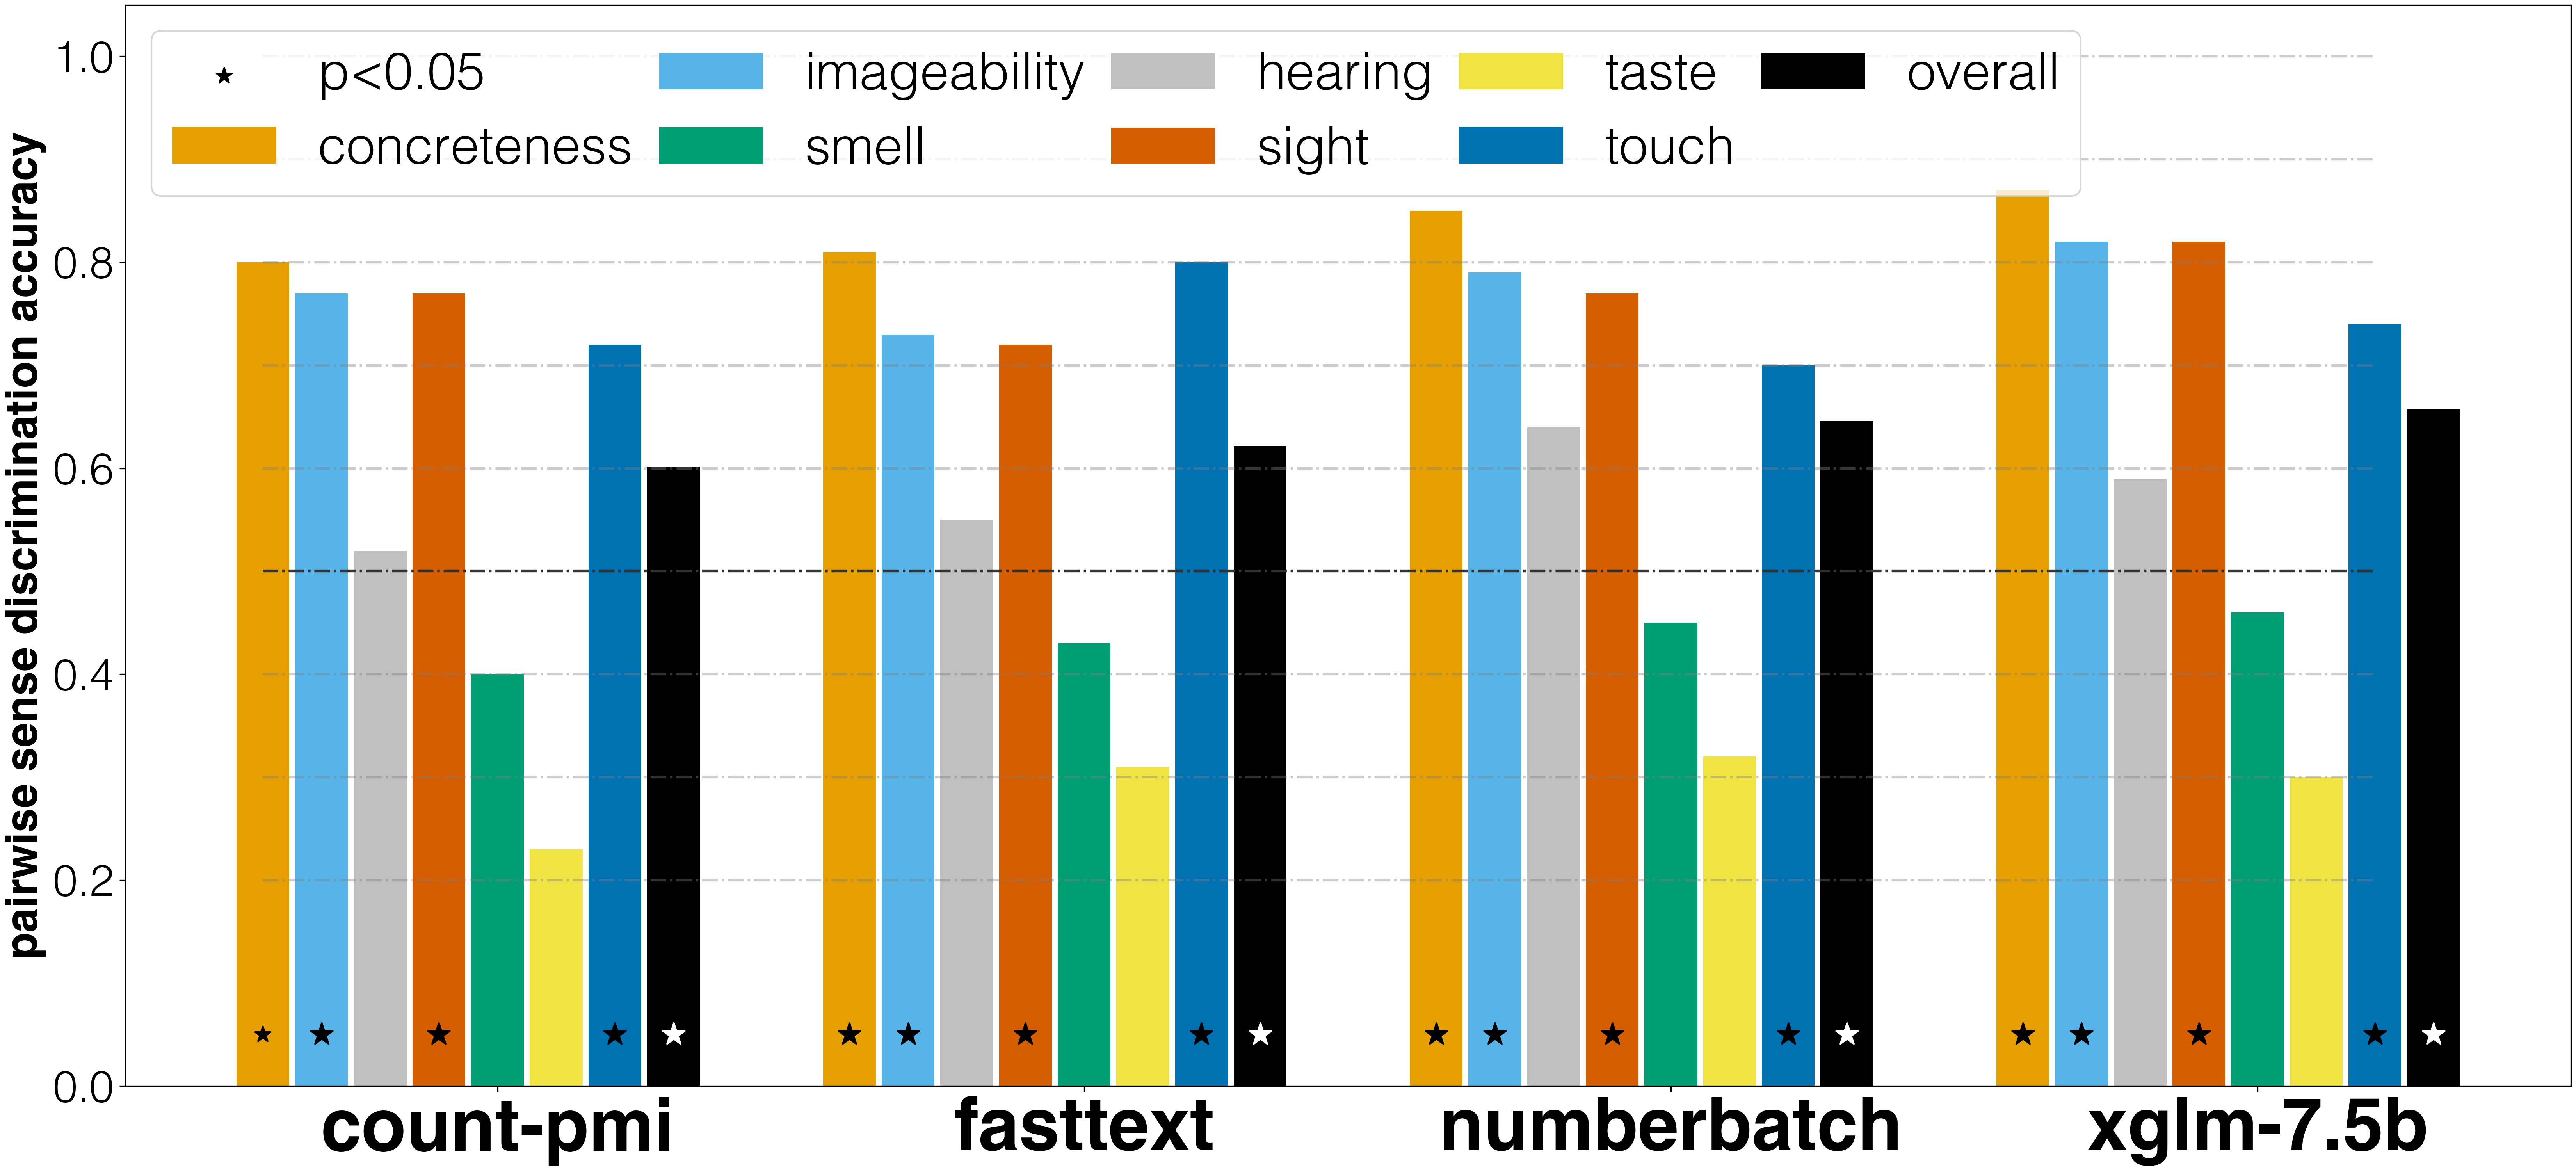 pairwise sense discrimination accuracy
1.0
0.8
0.6
0.4
0.2
0.0
p<0.05
concreteness
imageability
smell
hearing
sight
taste
touch
overall
count-pmi
fasttext
numberbatch
xglm-7.5b